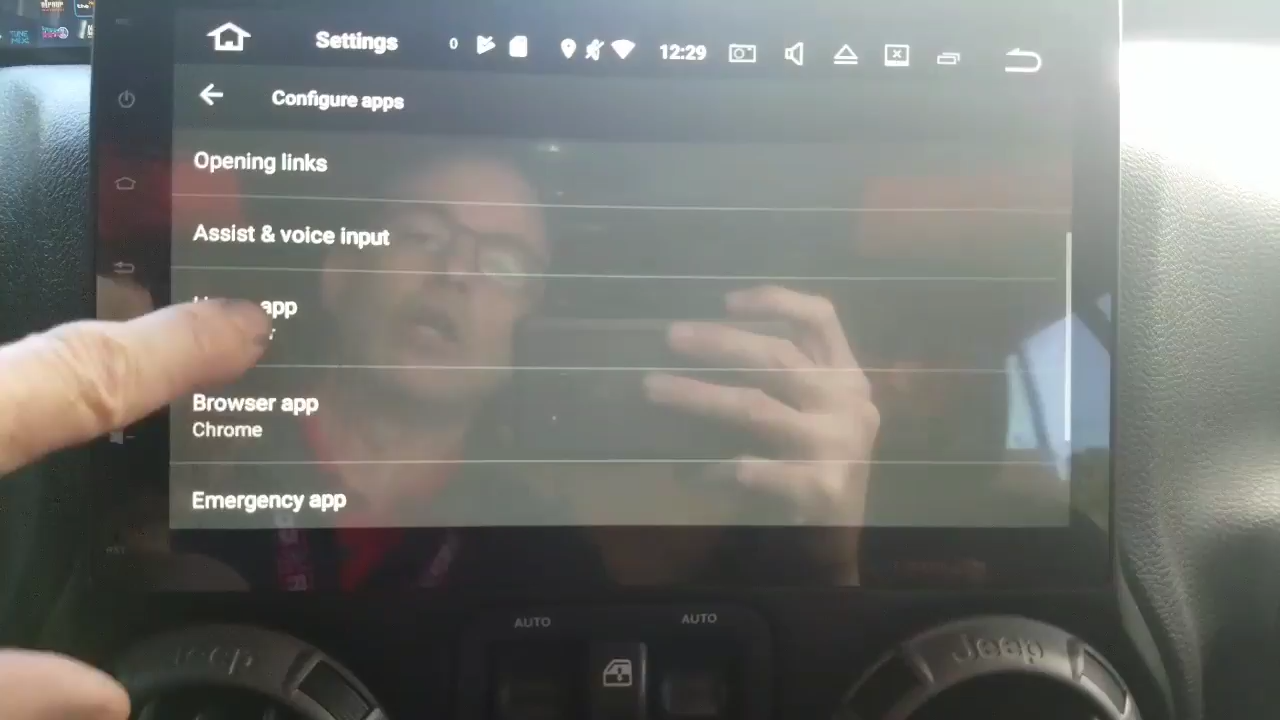 Settings
0
12:29
Configure apps
Opening links
Assist & voice input
app
Browser app
Chrome
Emergency app
AUTO
AUTO
Jeep
Jeep